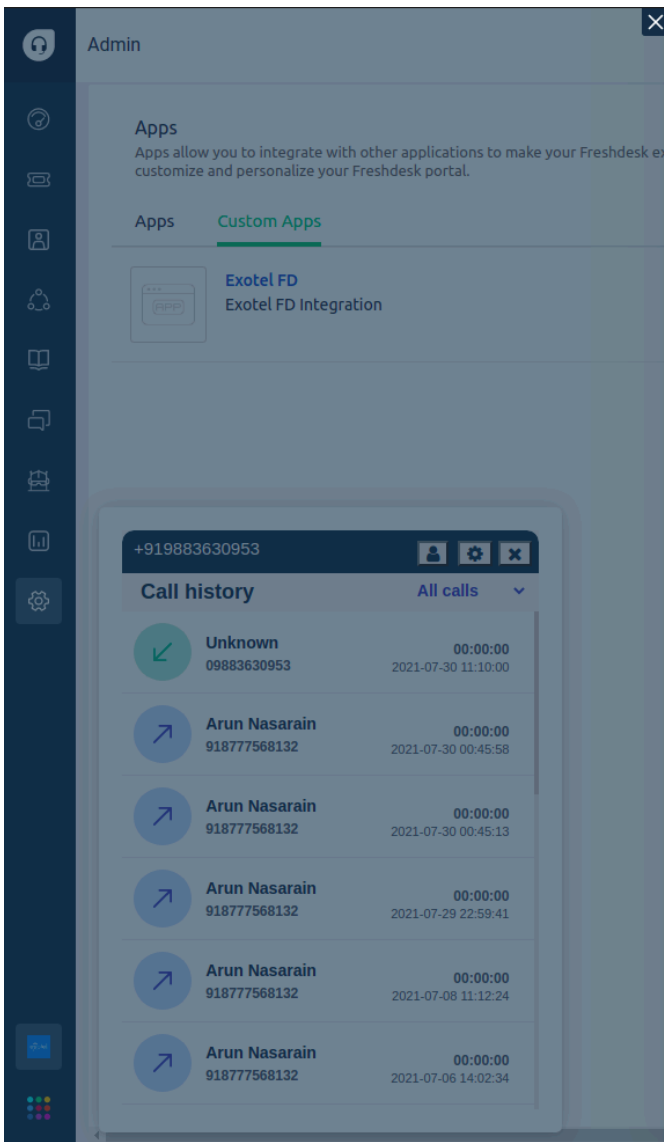 Admin
Apps
Apps allow you to integrate with other applications to make your Freshdesk
customize and personalize your Freshdesk portal.
Apps Custom Apps
Exotel FD
Exotel FD Integration
+919883630953
Call history All calls
Unknown 00:00:00
09883630953 2021-07-30 11:10:00
Arun Nasarain 00:00:00
918777568132 2021-07-30 00:45:58
Arun Nasarain 00:00:00
918777568132 2021-07-30 00:45:13
Arun Nasarain 00:00:00
918777568132 2021-07-29 22:59:41
Arun Nasarain 00:00:00
918777568132 2021-07-08 11:12:24
Arun Nasarain 00:00:00
918777568132 2021-07-06 14:02:34